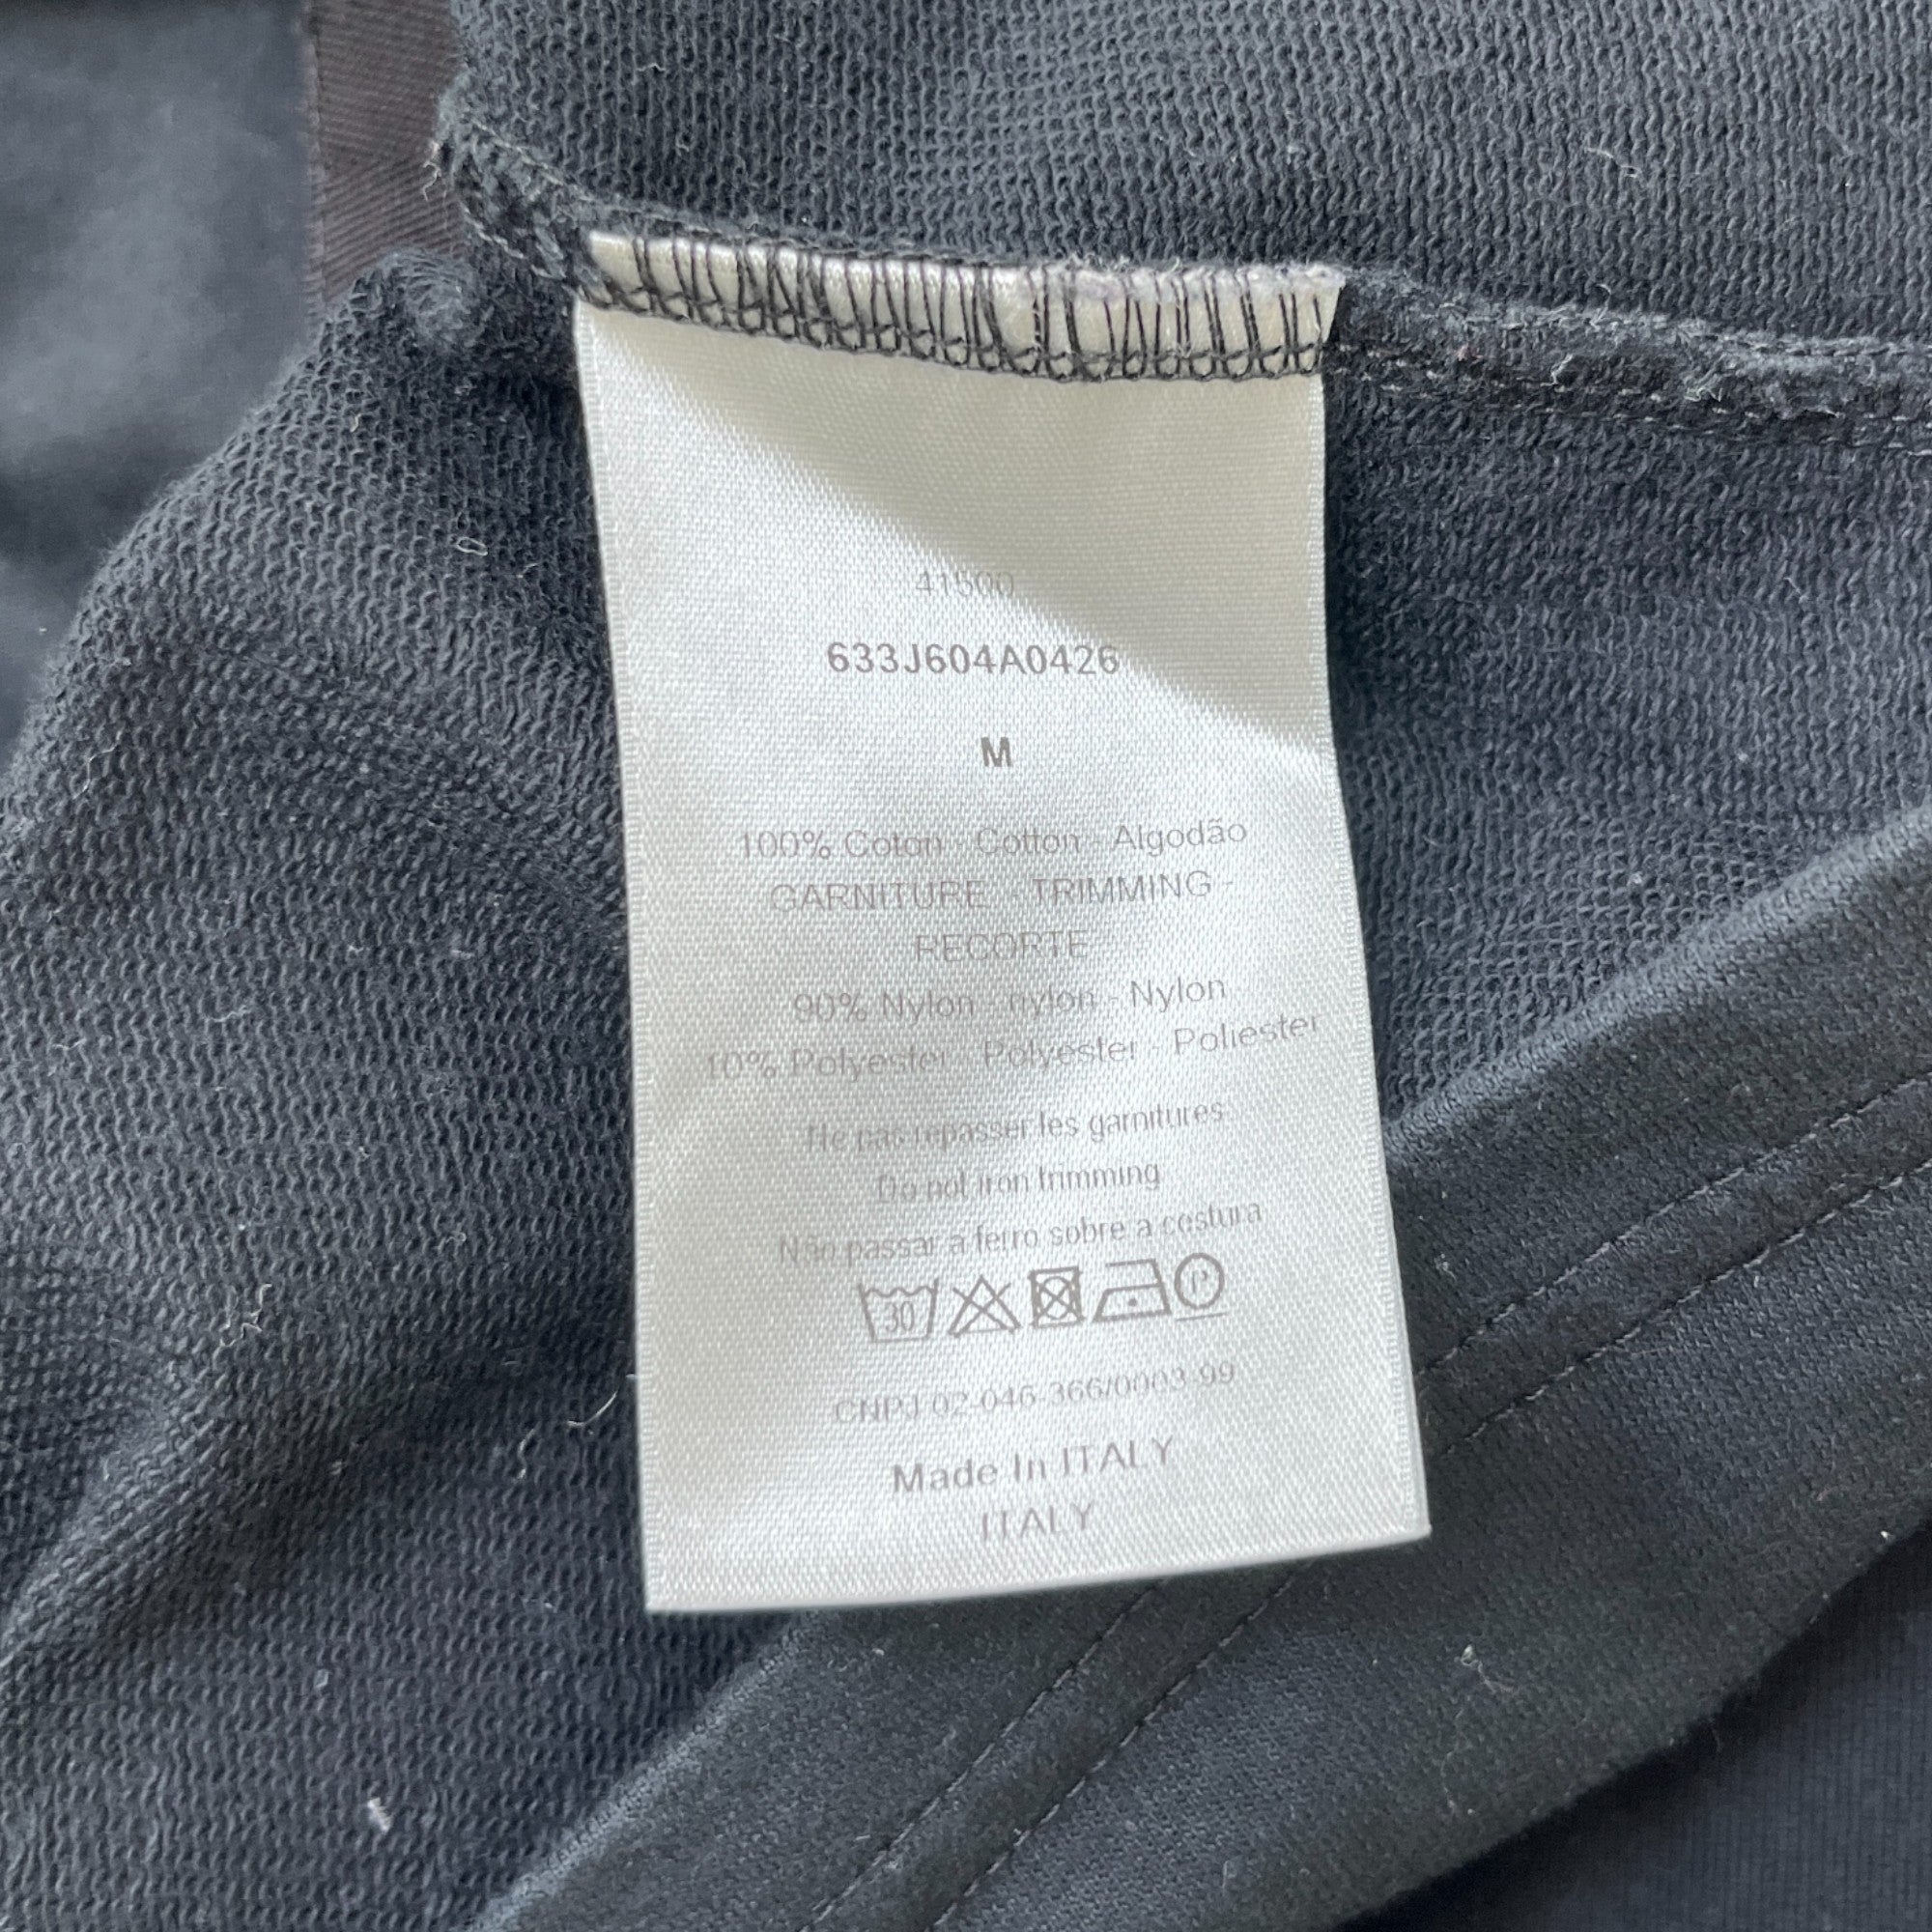 41500
633J604A0426
M
100% Coton - Cotton - Algodão
GARNITURE - TRIMMING -
RECORTE
90% Nylon - nylon - Nylon
10% Polyester - Polyester - Poliester
Ne pas repasser les garnitures
Do not iron trimming
Não passar a ferro sobre a costura
30 P
CNPJ 02-046-366/0003-99
Made In ITALY
ITALY